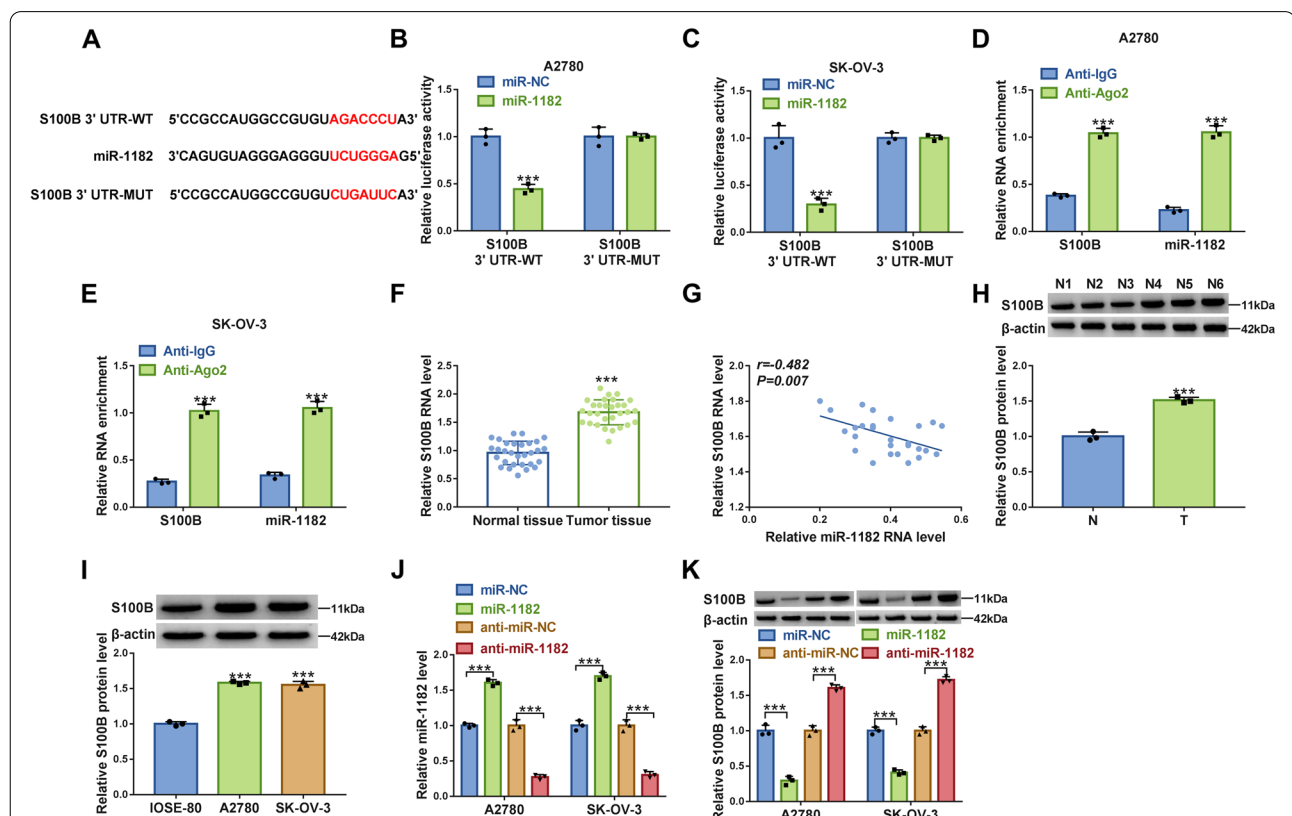 A
S100B 3' UTR-WT 5'CCGCCAUGGCCGUGUAGACCCUA3'
miR-1182 3'CAGUGUAGGGAGGGUUCUGGGAG5'
S100B 3' UTR-MUT 5'CCGCCAUGGCCGUGUCUGAUUCA3'
B
A2780
miR-NC
miR-1182
Relative luciferase activity
1.5
1.0
0.5
0.0
***
S100B
3' UTR-WT
S100B
3' UTR-MUT
C
SK-OV-3
miR-NC
miR-1182
Relative luciferase activity
1.5
1.0
0.5
0.0
***
S100B
3' UTR-WT
S100B
3' UTR-MUT
D
A2780
Anti-IgG
Anti-Ago2
Relative RNA enrichment
1.5
1.0
0.5
0.0
***
***
S100B
miR-1182
E
SK-OV-3
Anti-IgG
Anti-Ago2
Relative RNA enrichment
1.5
1.0
0.5
0.0
***
***
S100B
miR-1182
F
Relative S100B RNA level
2.5
2.0
1.5
1.0
0.5
0.0
***
Normal tissue Tumor tissue
G
Relative S100B RNA level
2.0
1.8
1.6
1.4
1.2
r=-0.482
P=0.007
0.0 0.2 0.4 0.6
Relative miR-1182 RNA level
H
N1 N2 N3 N4 N5 N6
S100B 11kDa
β-actin 42kDa
Relative S100B protein level
2.0
1.5
1.0
0.5
0.0
***
N T
I
S100B 11kDa
β-actin 42kDa
Relative S100B protein level
2.0
1.5
1.0
0.5
0.0
***
***
IOSE-80 A2780 SK-OV-3
J
miR-NC
miR-1182
anti-miR-NC
anti-miR-1182
Relative miR-1182 level
2.0
1.5
1.0
0.5
0.0
***
***
***
***
A2780 SK-OV-3
K
S100B 11kDa
β-actin 42kDa
miR-NC miR-1182
anti-miR-NC anti-miR-1182
Relative S100B protein level
2.0
1.5
1.0
0.5
0.0
***
***
***
***
A2780 SK-OV-3